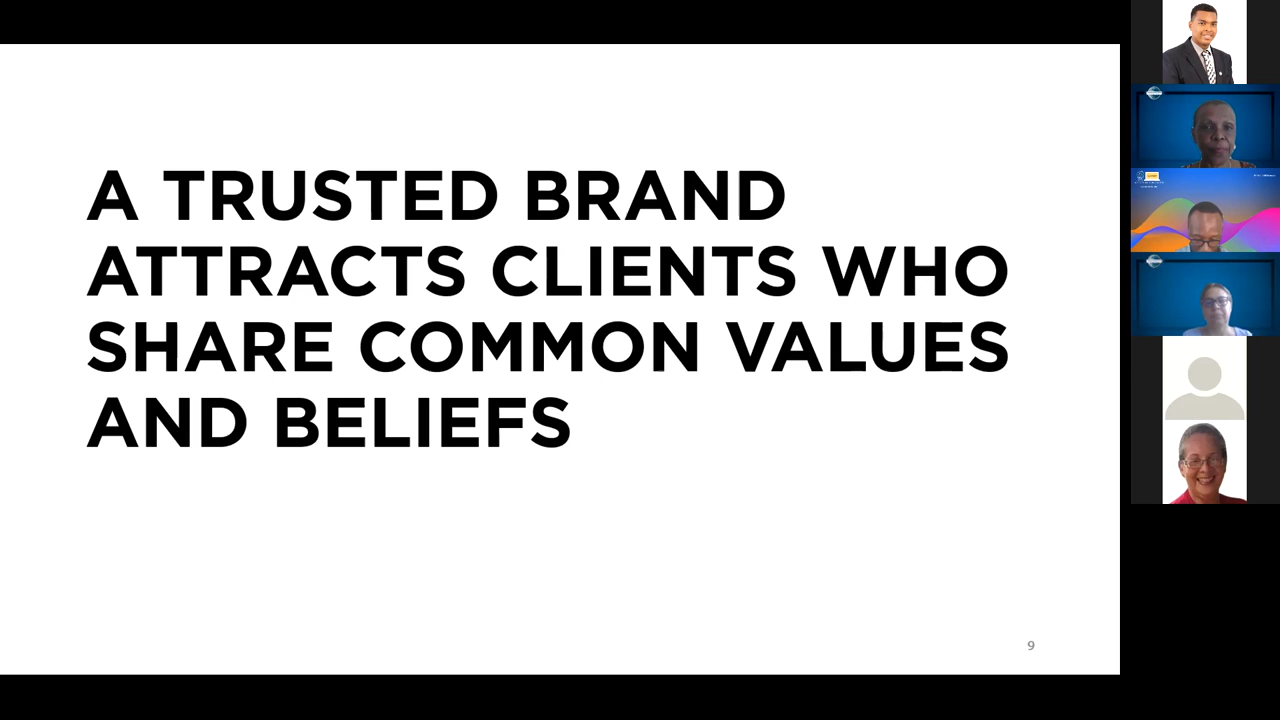 A TRUSTED BRAND
ATTRACTS CLIENTS WHO
SHARE COMMON VALUES
AND BELIEFS
9